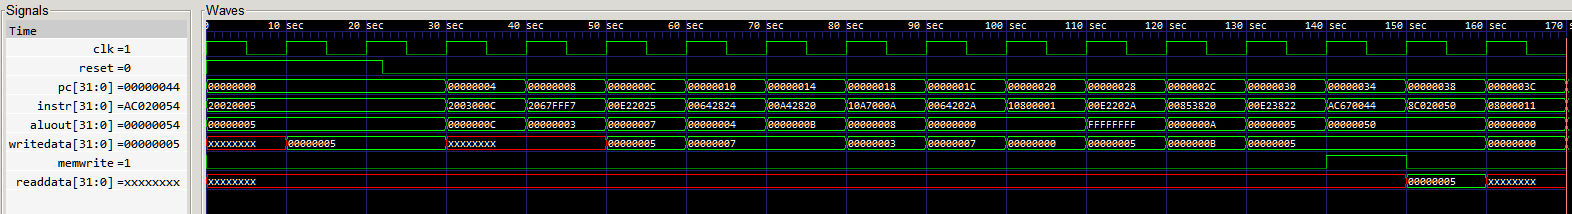 Signals Waves
Time 0 10 sec 20 sec 30 sec 40 sec 50 sec 60 sec 70 sec 80 sec 90 sec 100 sec 110 sec 120 sec 130 sec 140 sec 150 sec 160 sec 170 s
clk =1
reset =0
pc[31:0] =00000044 00000000 00000004 00000008 0000000C 00000010 00000014 00000018 0000001C 00000020 00000028 0000002C 00000030 00000034 00000038 0000003C
instr[31:0] =AC020054 20020005 2003000C 2067FFF7 00E22025 00642824 00A42820 10A7000A 0064202A 10800001 00E2202A 00853820 00E23822 AC670044 8C020050 08000011
aluout[31:0] =00000054 00000005 0000000C 00000003 00000007 00000004 0000000B 00000008 00000000 FFFFFFFF 0000000A 00000005 00000050 00000000
writedata[31:0] =00000005 xxxxxxxx 00000005 xxxxxxxx 00000005 00000007 00000003 00000007 00000000 00000005 0000000B 00000005 00000000
memwrite =1
readdata[31:0] =xxxxxxxx xxxxxxxx 00000005 xxxxxxxx